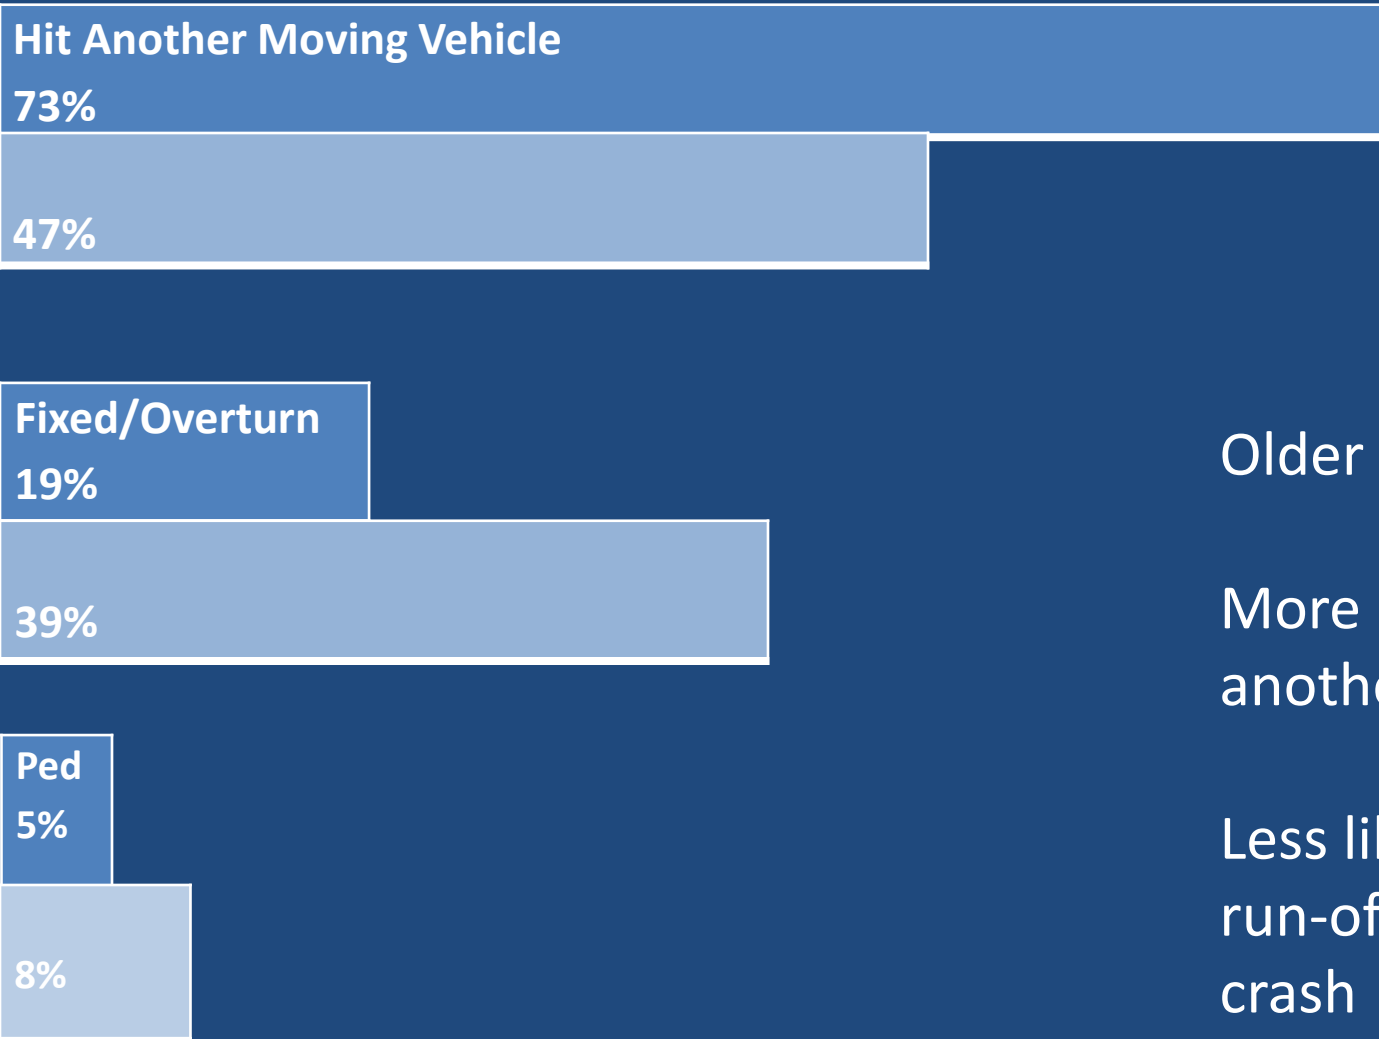 Hit Another Moving Vehicle
73%
47%
Fixed/Overturn
19%
39%
Ped
5%
8%
Older
More
Less
crash